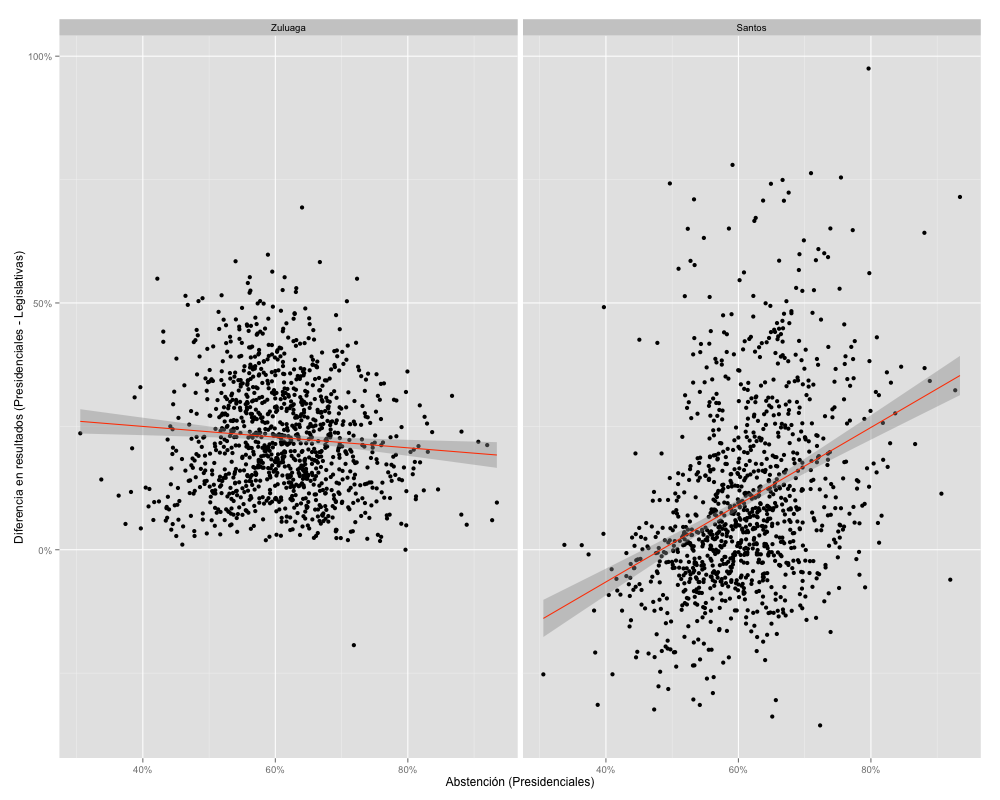 Zuluaga
Santos
100%
50%
0%
Diferencia en resultados (Presidenciales - Legislativas)
40%
60%
80%
40%
60%
80%
Abstención (Presidenciales)